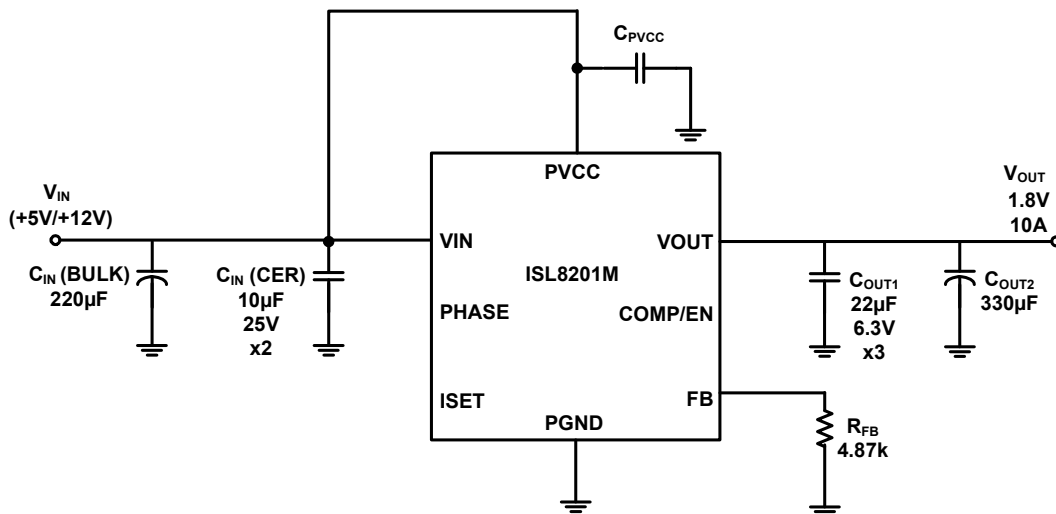 CPVCC
PVCC
VIN
(+5V/+12V)
CIN (BULK)
220µF
CIN (CER)
10µF
25V
x2
VIN
PHASE
ISET
ISL8201M
PGND
VOUT
COMP/EN
FB
VOUT
1.8V
10A
COUT1
22µF
6.3V
x3
COUT2
330µF
RFB
4.87k